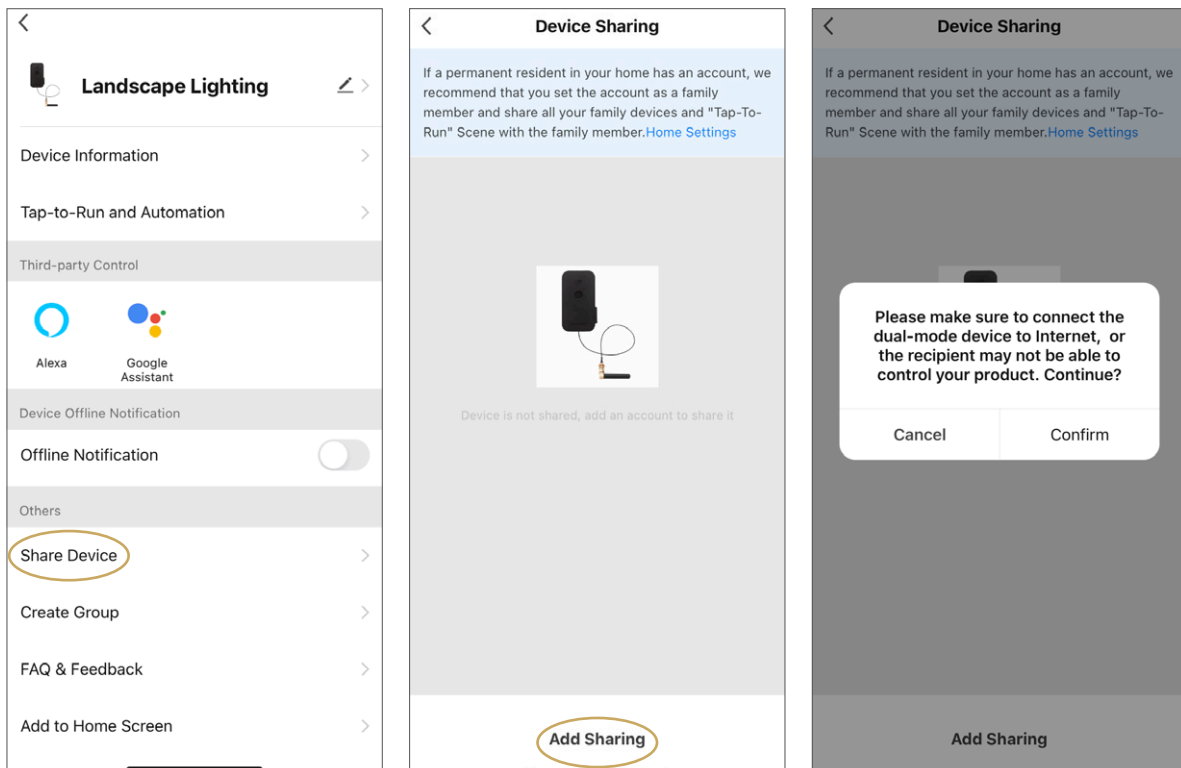 Landscape Lighting
Device Information
Tap-to-Run and Automation
Third-party Control
Alexa
Google
Assistant
Device Offline Notification
Offline Notification
Others
Share Device
Create Group
FAQ & Feedback
Add to Home Screen
Device Sharing
If a permanent resident in your home has an account, we
recommend that you set the account as a family
member and share all your family devices and "Tap-To-
Run" Scene with the family member.Home Settings
Device is not shared, add an account to share it
Add Sharing
Device Sharing
If a permanent resident in your home has an account, we
recommend that you set the account as a family
member and share all your family devices and "Tap-To-
Run" Scene with the family member.Home Settings
Please make sure to connect the
dual-mode device to Internet, or
the recipient may not be able to
control your product. Continue?
Cancel
Confirm
Add Sharing